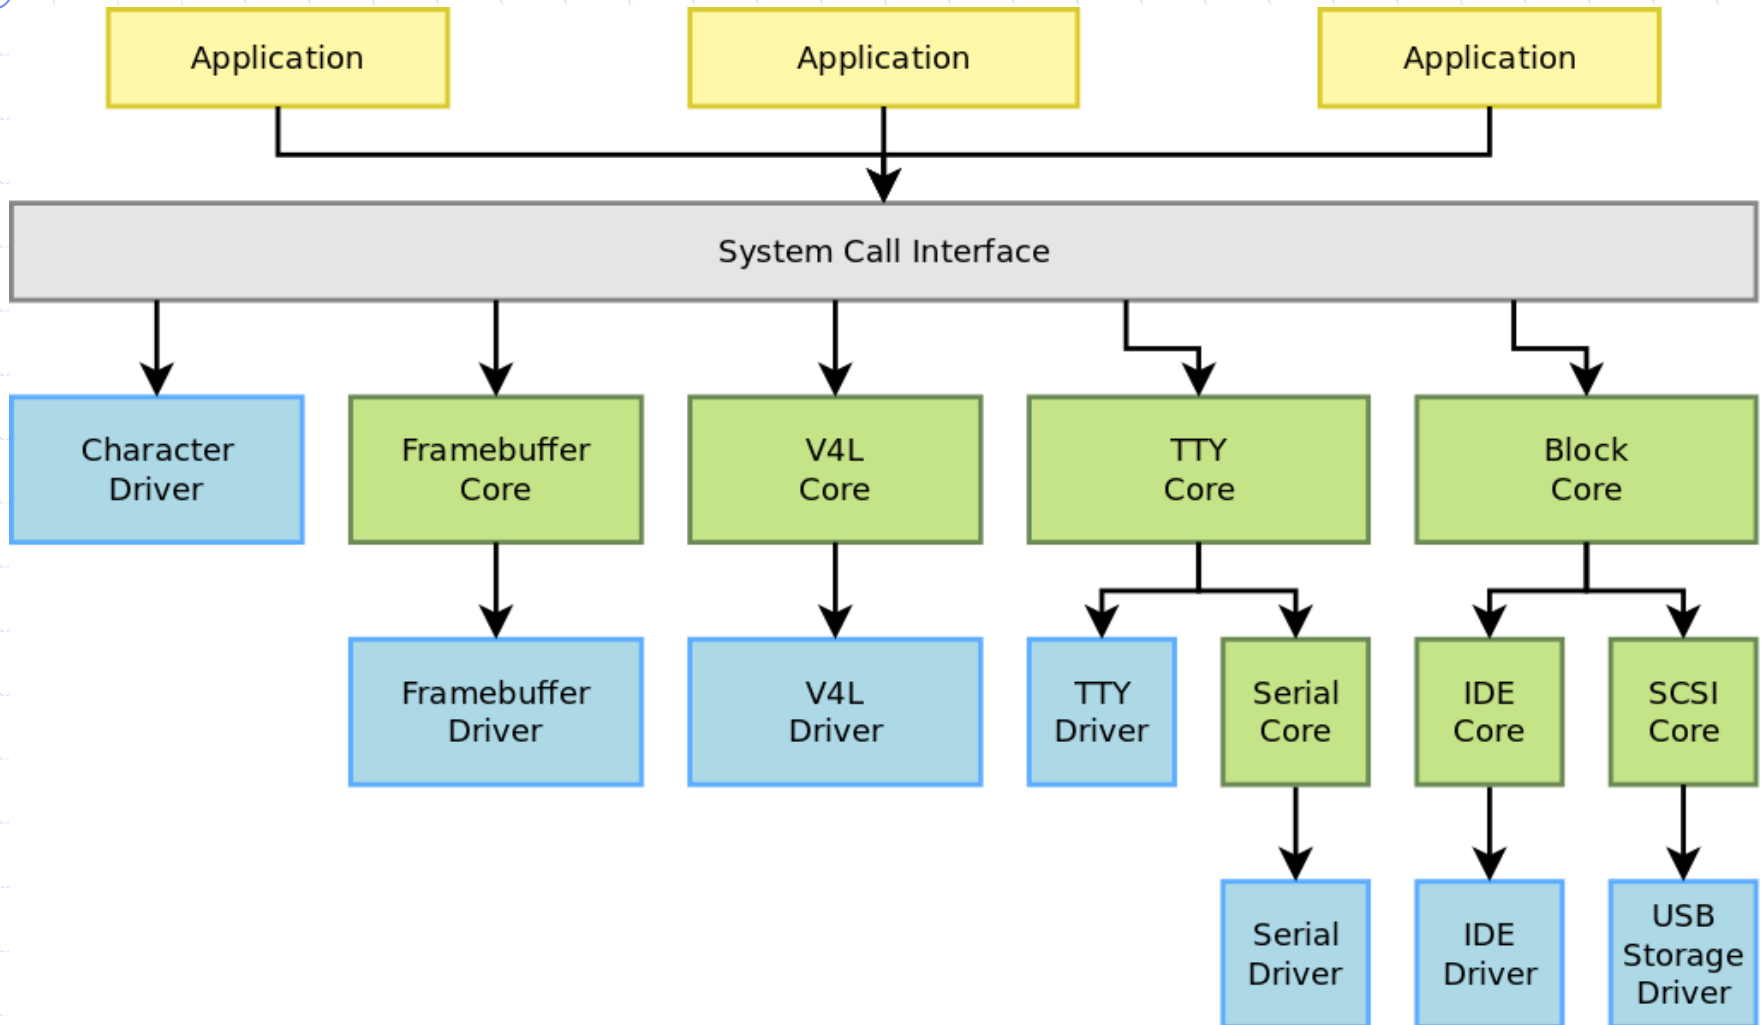 Application
Application
Application
System Call Interface
Character
Driver
Framebuffer
Core
V4L
Core
TTY
Core
Block
Core
Framebuffer
Driver
V4L
Driver
TTY
Driver
Serial
Core
IDE
Core
SCSI
Core
Serial
Driver
IDE
Driver
USB
Storage
Driver